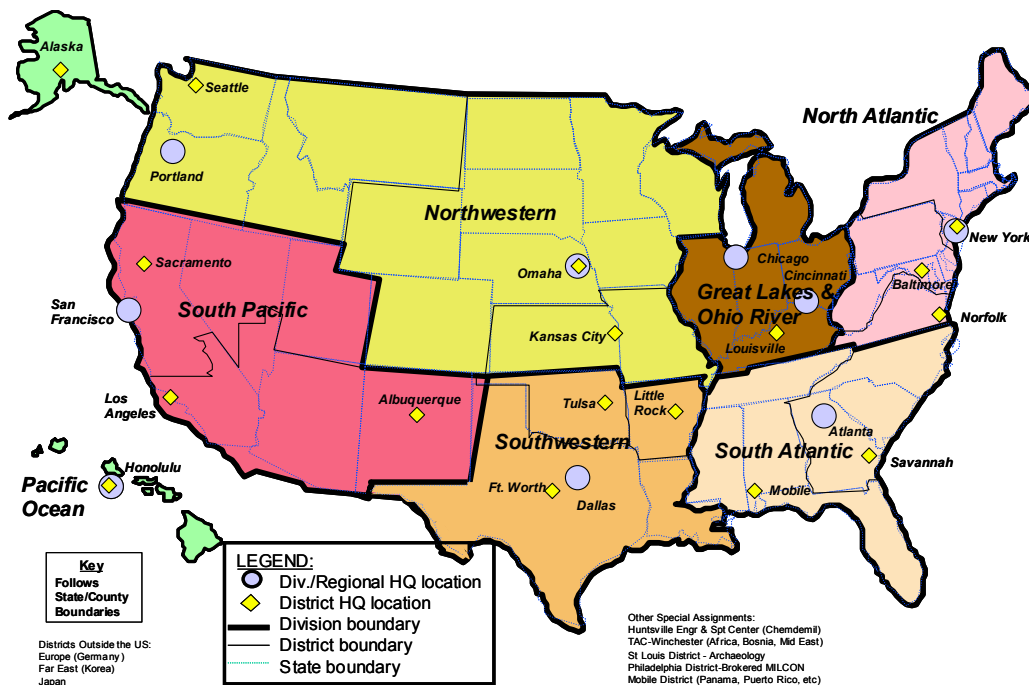 Alaska
Seattle
North Atlantic
Portland
Northwestern
New York
Sacramento
Omaha
Chicago
Cincinnati
Baltimore
San
Francisco
South Pacific
Great Lakes &
Ohio River
Norfolk
Kansas City
Louisville
Los
Angeles
Albuquerque
Tulsa
Little
Rock
Southwestern
Atlanta
South Atlantic
Savannah
Honolulu
Pacific
Ocean
Ft. Worth
Dallas
Mobile
Key
Follows
State/County
Boundaries
LEGEND:
Div./Regional HQ location
District HQ location
Division boundary
District boundary
State boundary
Districts Outside the US:
Europe (Germany )
Far East (Korea)
Japan
Other Special Assignments:
Huntsville Engr & Spt Center (Chemdemil)
TAC-Winchester (Africa, Bosnia, Mid East)
St Louis District - Archaeology
Philadelphia District-Brokered MILCON
Mobile District (Panama, Puerto Rico, etc)